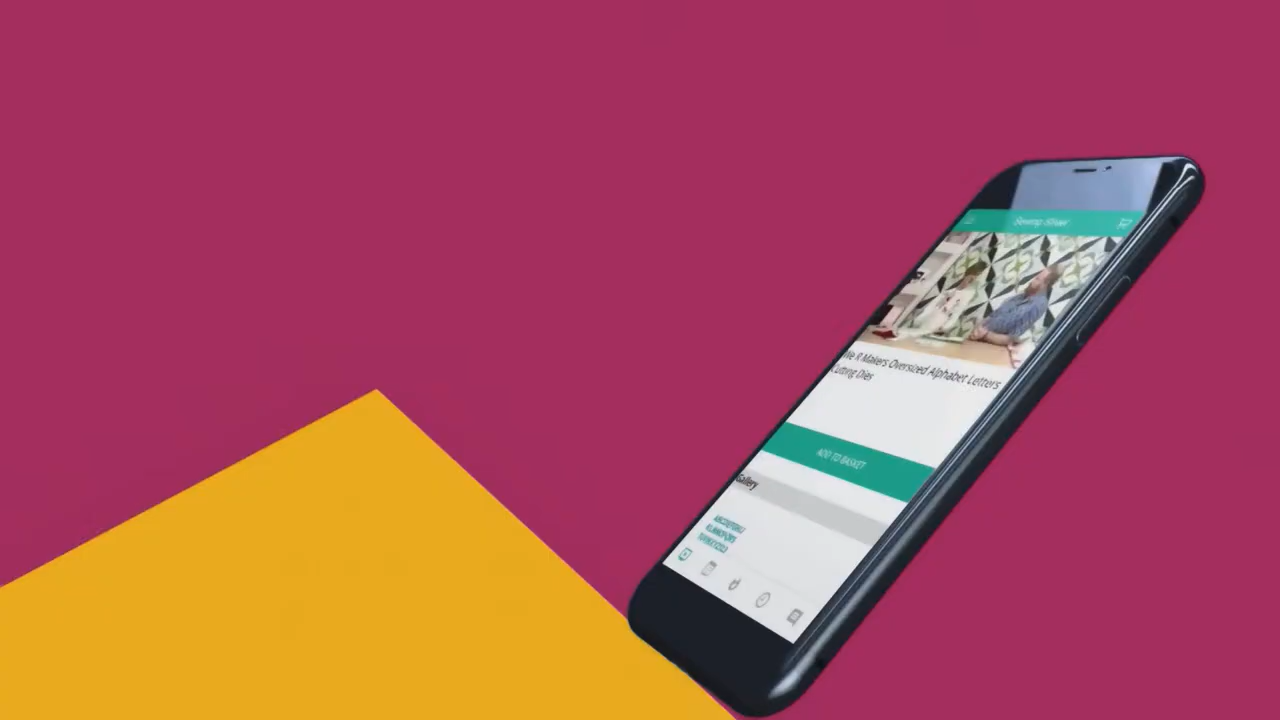 Sewing Street
We R Makers Oversized Alphabet Letters
Cutting Dies
ADD TO BASKET
Gallery